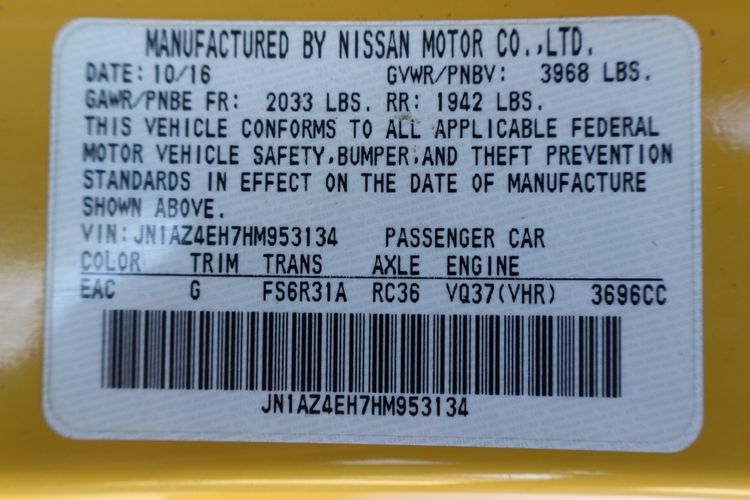 MANUFACTURED BY NISSAN MOTOR CO.,LTD.
DATE: 10/16 GVWR/PNBV: 3968 LBS.
GAWR/PNBE FR: 2033 LBS. RR: 1942 LBS.
THIS VEHICLE CONFORMS TO ALL APPLICABLE FEDERAL
MOTOR VEHICLE SAFETY,BUMPER,AND THEFT PREVENTION
STANDARDS IN EFFECT ON THE DATE OF MANUFACTURE
SHOWN ABOVE.
VIN: JN1AZ4EH7HM953134 PASSENGER CAR
COLOR TRIM TRANS AXLE ENGINE
EAC G FS6R31A RC36 VQ37(VHR) 3696CC
JN1AZ4EH7HM953134